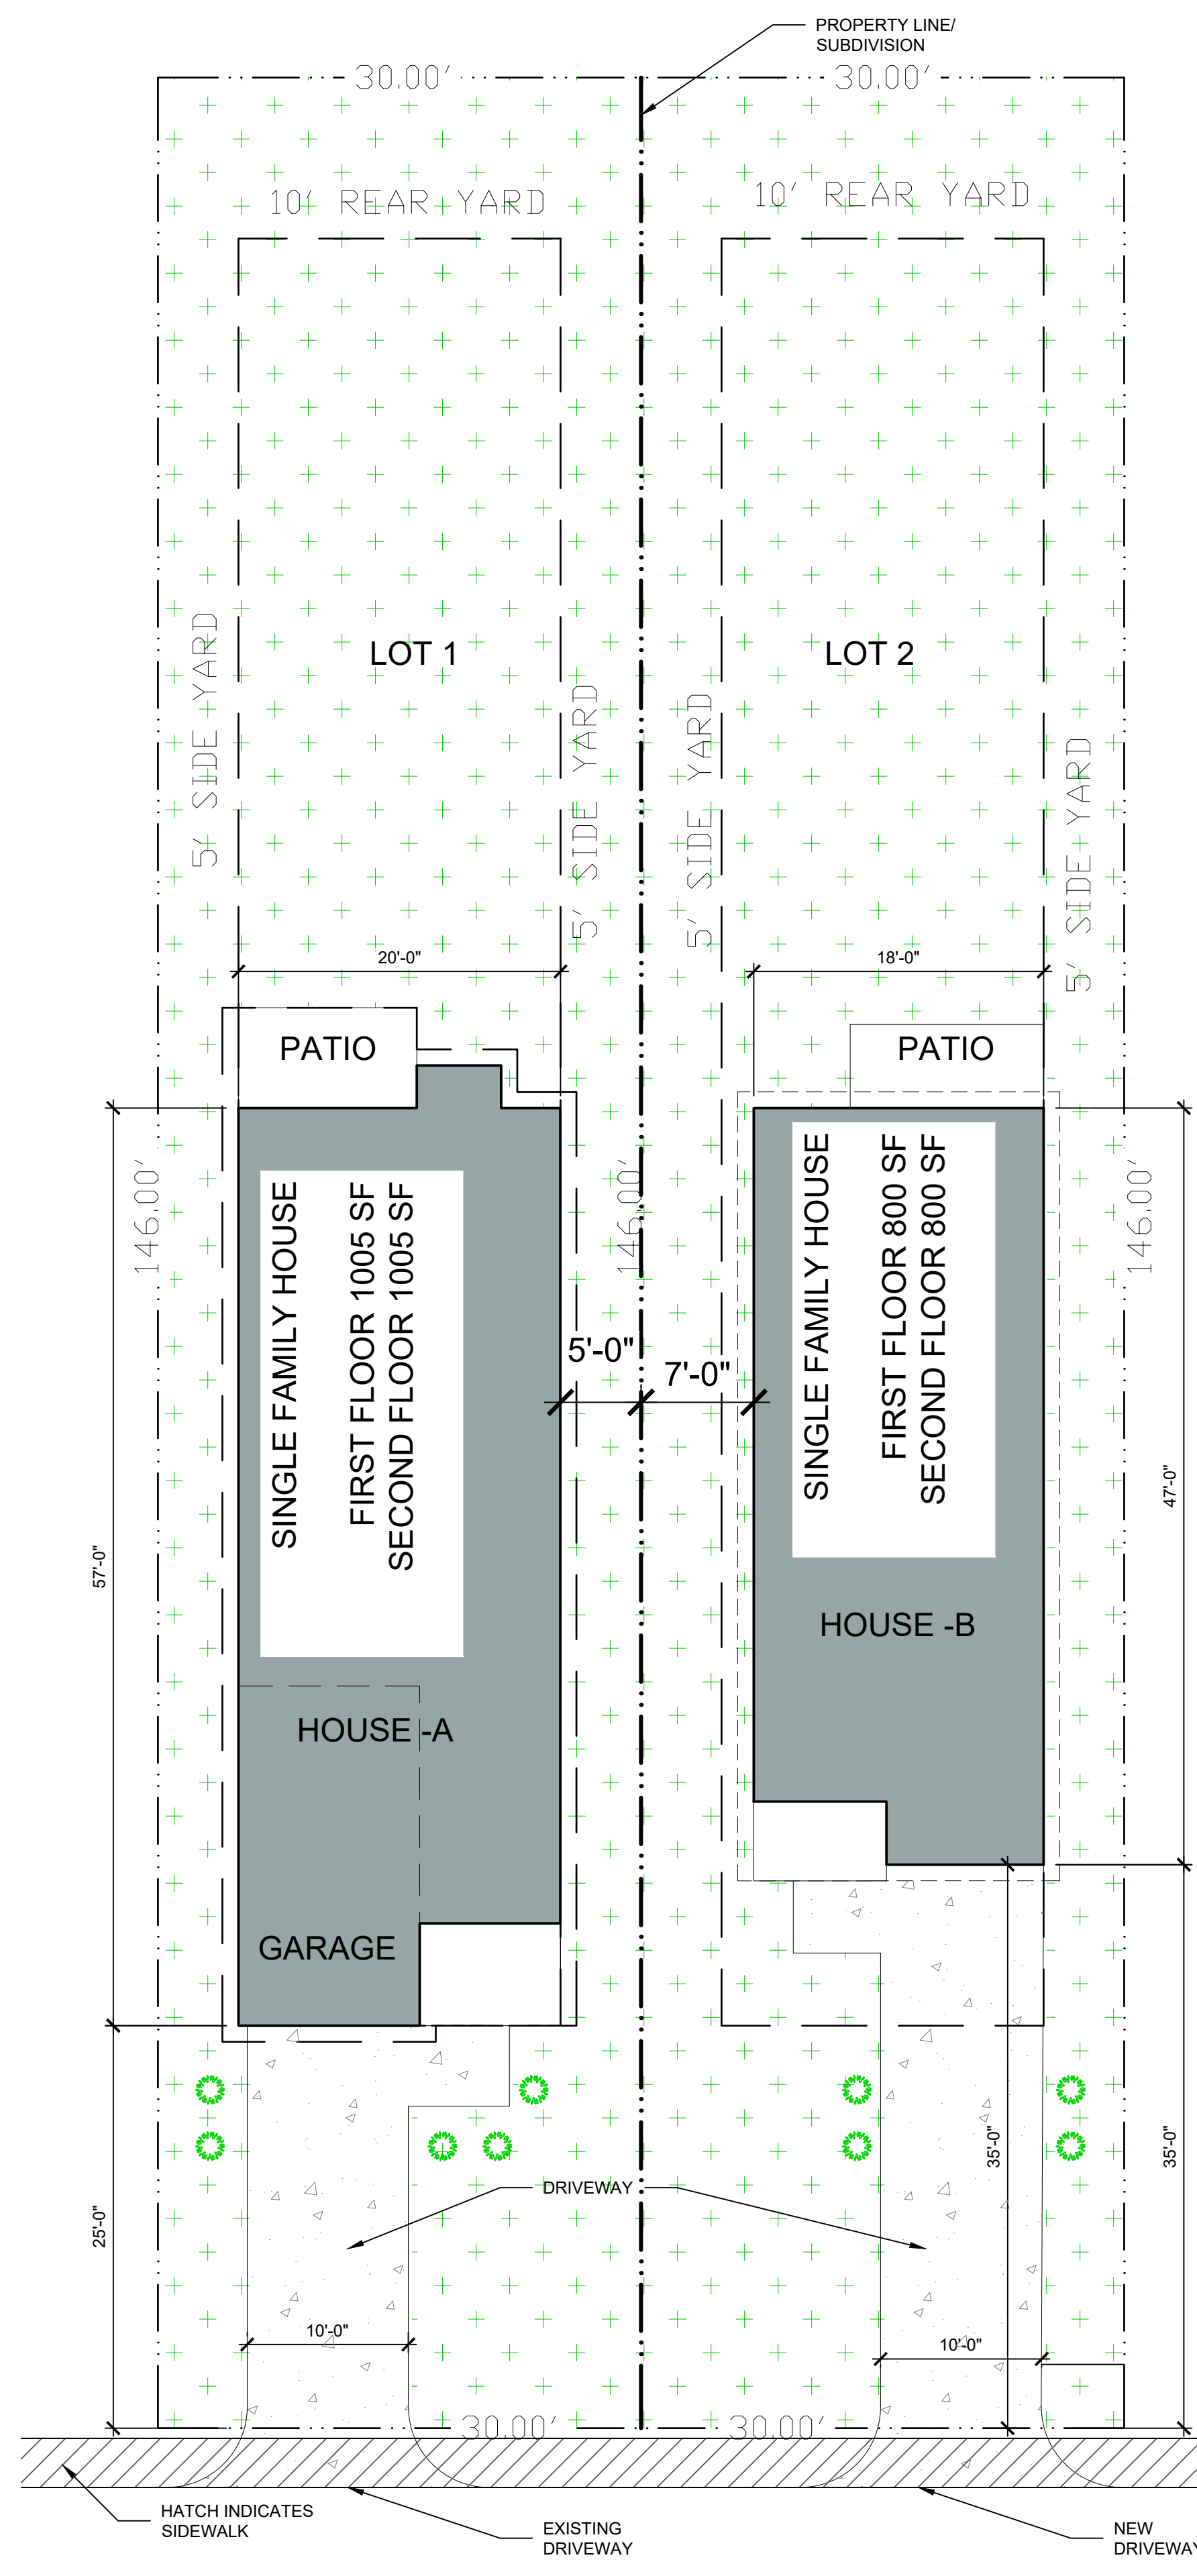 PROPERTY LINE/
SUBDIVISION
30.00'
30.00'
10' REAR YARD
10' REAR YARD
LOT 1
LOT 2
5' SIDE YARD
5' SIDE YARD
5' SIDE YARD
5' SIDE YARD
20'-0"
18'-0"
PATIO
PATIO
146.00'
146.00'
146.00'
SINGLE FAMILY HOUSE
FIRST FLOOR 1005 SF
SECOND FLOOR 1005 SF
SINGLE FAMILY HOUSE
FIRST FLOOR 800 SF
SECOND FLOOR 800 SF
5'-0"
7'-0"
47'-0"
57'-0"
HOUSE -B
HOUSE -A
GARAGE
25'-0"
35'-0"
35'-0"
DRIVEWAY
10'-0"
10'-0"
30.00'
30.00'
HATCH INDICATES
SIDEWALK
EXISTING
DRIVEWAY
NEW
DRIVEWAY